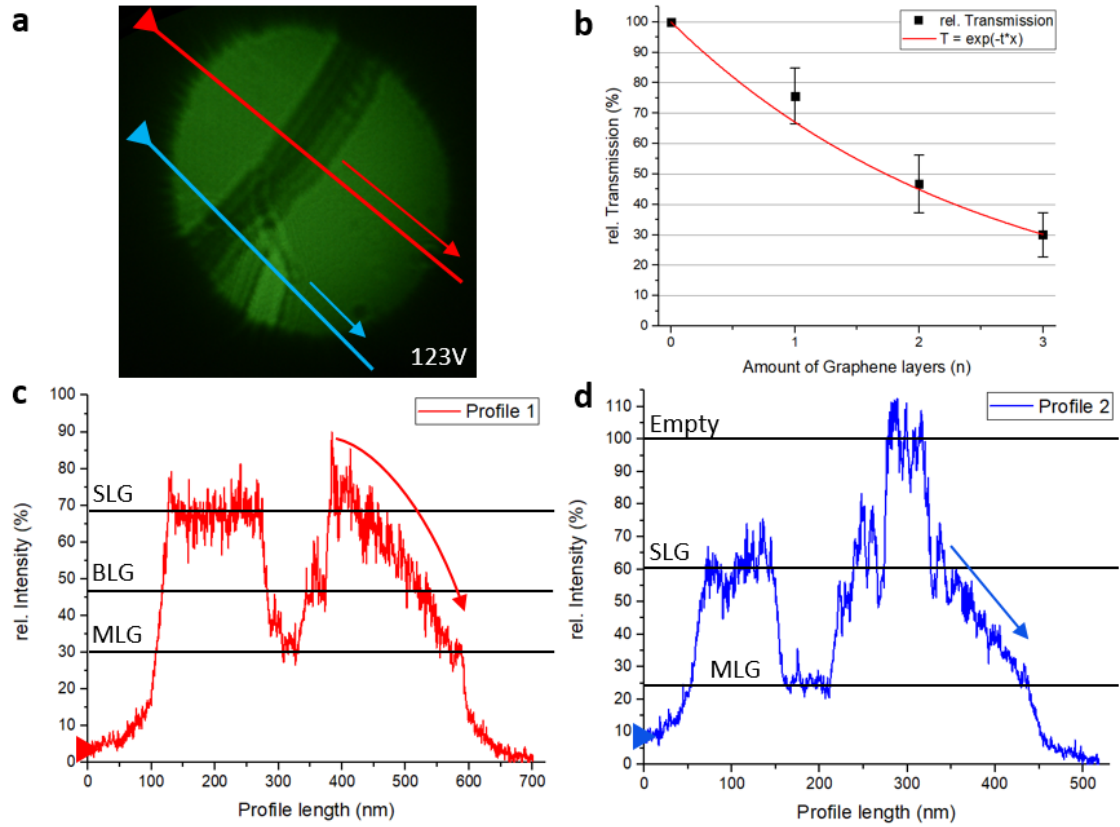 a
123V
b
rel. Transmission
T = exp(-t*x)
rel. Transmission (%)
100
90
80
70
60
50
40
30
20
10
0
0
1
2
3
Amount of Graphene layers (n)
c
Profile 1
rel. Intensity (%)
100
90
80
70
60
50
40
30
20
10
0
SLG
BLG
MLG
0
100
200
300
400
500
600
700
Profile length (nm)
d
Profile 2
rel. Intensity (%)
110
100
90
80
70
60
50
40
30
20
10
0
Empty
SLG
MLG
0
100
200
300
400
500
Profile length (nm)